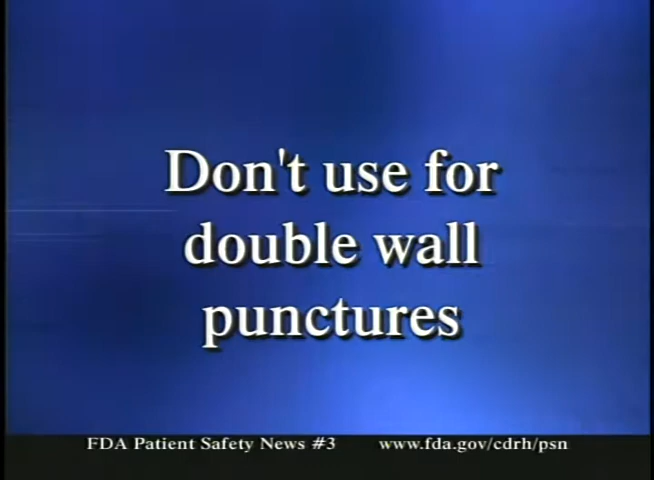 Don't use for
double wall
punctures
FDA Patient Safety News #3 www.fda.gov/cdrh/psn